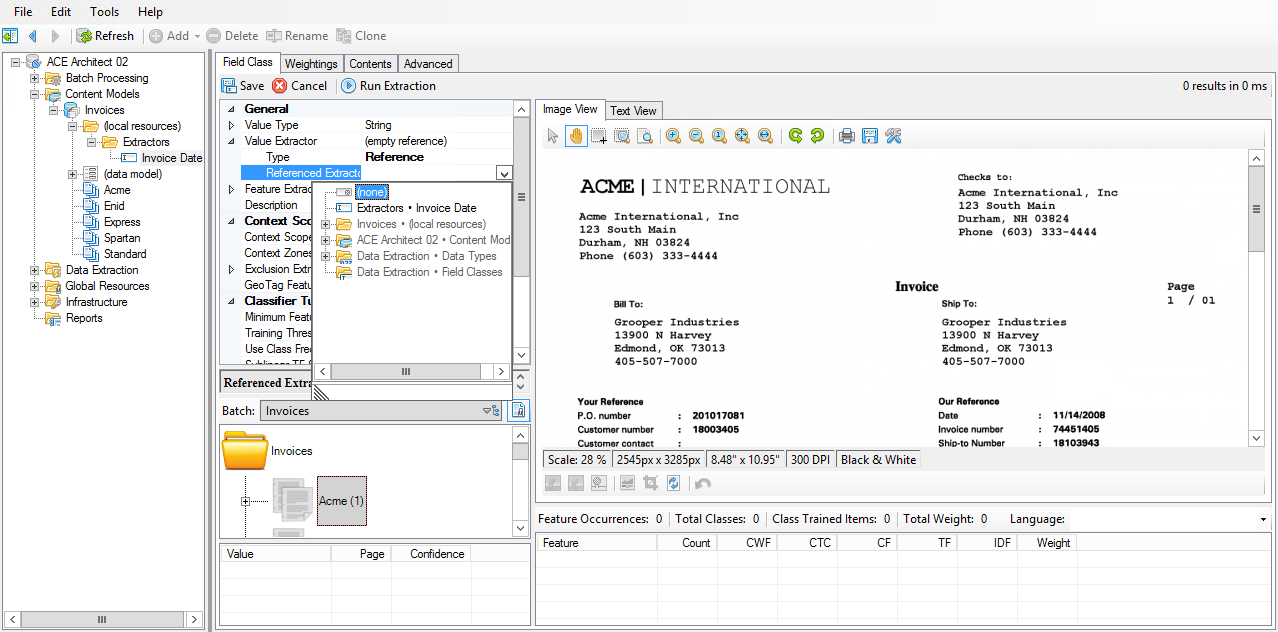 File Edit Tools Help
Refresh Add Delete Rename Clone
ACE Architect 02
Batch Processing
Content Models
Invoices
(local resources)
Extractors
Invoice Date
(data model)
Acme
Enid
Express
Spartan
Standard
Data Extraction
Global Resources
Infrastructure
Reports
Field Class Weightings Contents Advanced
Save Cancel Run Extraction 0 results in 0 ms
General
Value Type String
Value Extractor (empty reference)
Type Reference
Referenced Extracto
Feature Extrac
Description
Context Sco
Context Scope
Context Zones
Exclusion Extr
GeoTag Featu
Classifier Tu
Minimum Featu
Training Thres
Use Class Fred
(none)
Extractors • Invoice Date
Invoices • (local resources)
ACE Architect 02 • Content Mod
Data Extraction • Data Types
Data Extraction • Field Classes
Referenced Extra
Batch: Invoices
Invoices
Acme (1)
Value Page Confidence
Image View Text View
ACME|INTERNATIONAL
Acme International, Inc
123 South Main
Durham, NH 03824
Phone (603) 333-4444
Checks to:
Acme International, Inc
123 South Main
Durham, NH 03824
Phone (603) 333-4444
Invoice
Page
1 / 01
Bill To:
Grooper Industries
13900 N Harvey
Edmond, OK 73013
405-507-7000
Ship To:
Grooper Industries
13900 N Harvey
Edmond, OK 73013
405-507-7000
Your Reference
P.O. number : 201017081
Customer number : 18003405
Customer contact :
Our Reference
Date : 11/14/2008
Invoice number : 74451405
Ship-to Number : 18103943
Scale: 28 % 2545px x 3285px 8.48" x 10.95" 300 DPI Black & White
Feature Occurrences: 0 Total Classes: 0 Class Trained Items: 0 Total Weight: 0 Language:
Feature Count CWF CTC CF TF IDF Weight